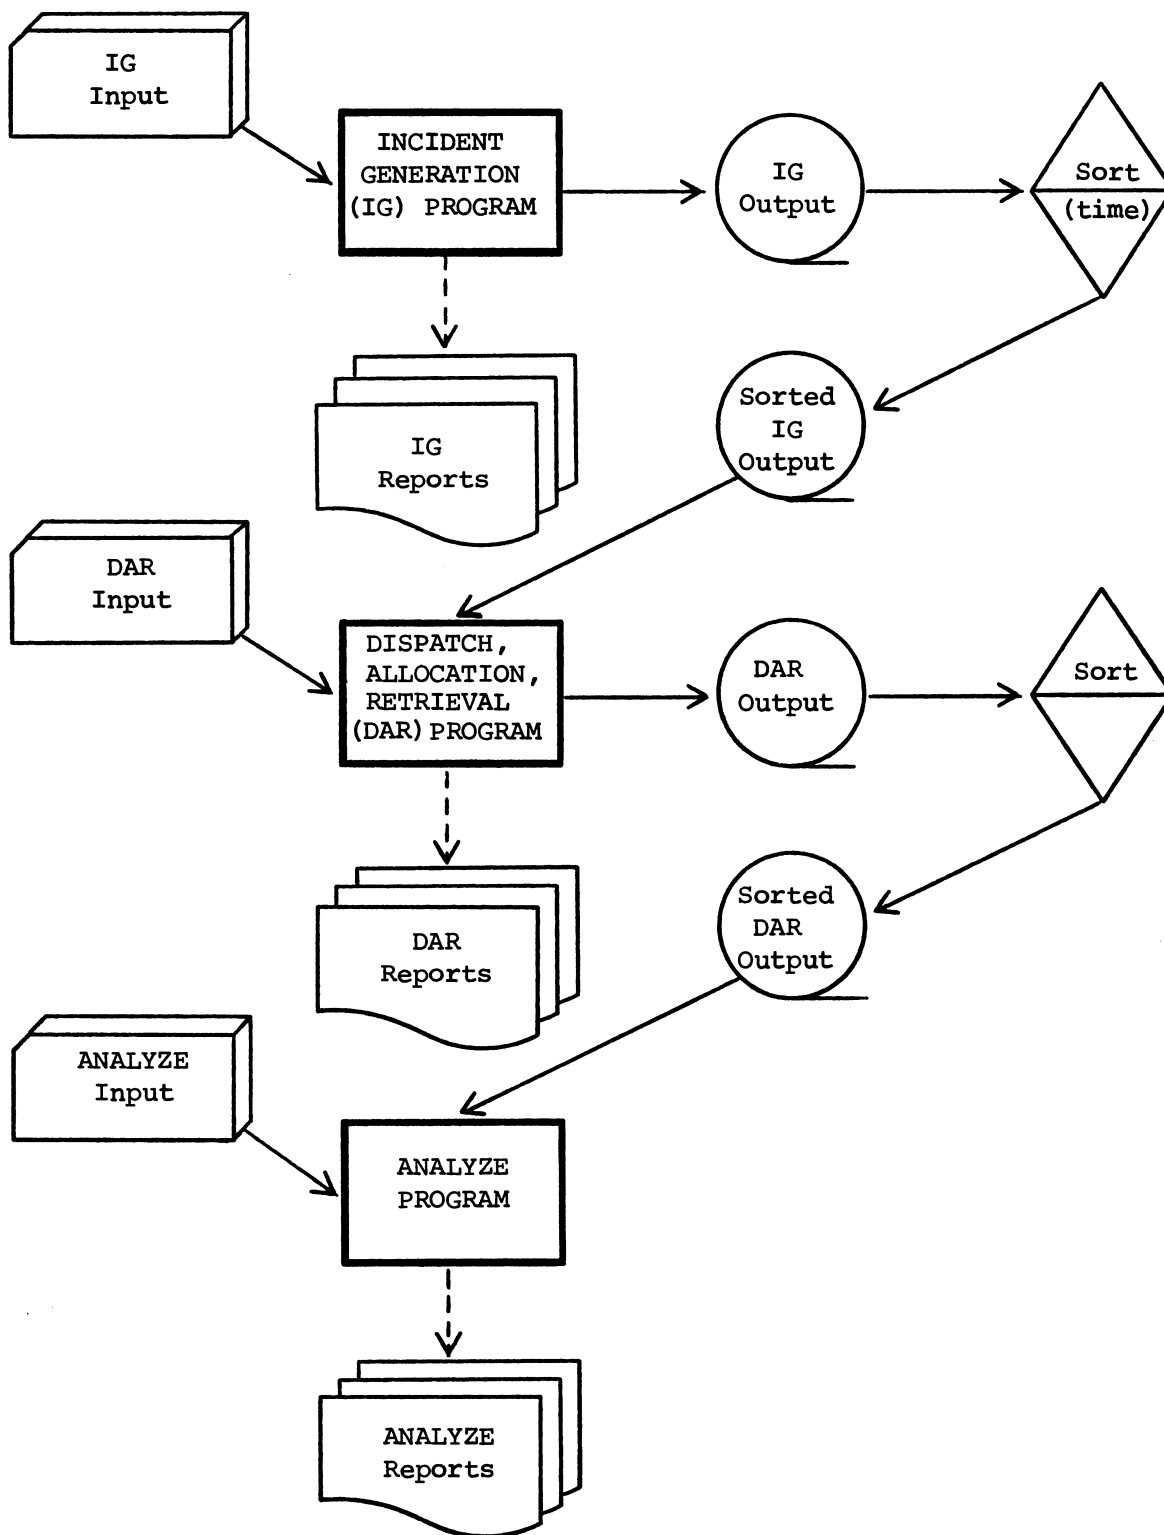 IG
Input
INCIDENT
GENERATION
(IG) PROGRAM
IG
Output
Sort
(time)
IG
Reports
Sorted
IG
Output
DAR
Input
DISPATCH,
ALLOCATION,
RETRIEVAL
(DAR) PROGRAM
DAR
Output
Sort
DAR
Reports
Sorted
DAR
Output
ANALYZE
Input
ANALYZE
PROGRAM
ANALYZE
Reports